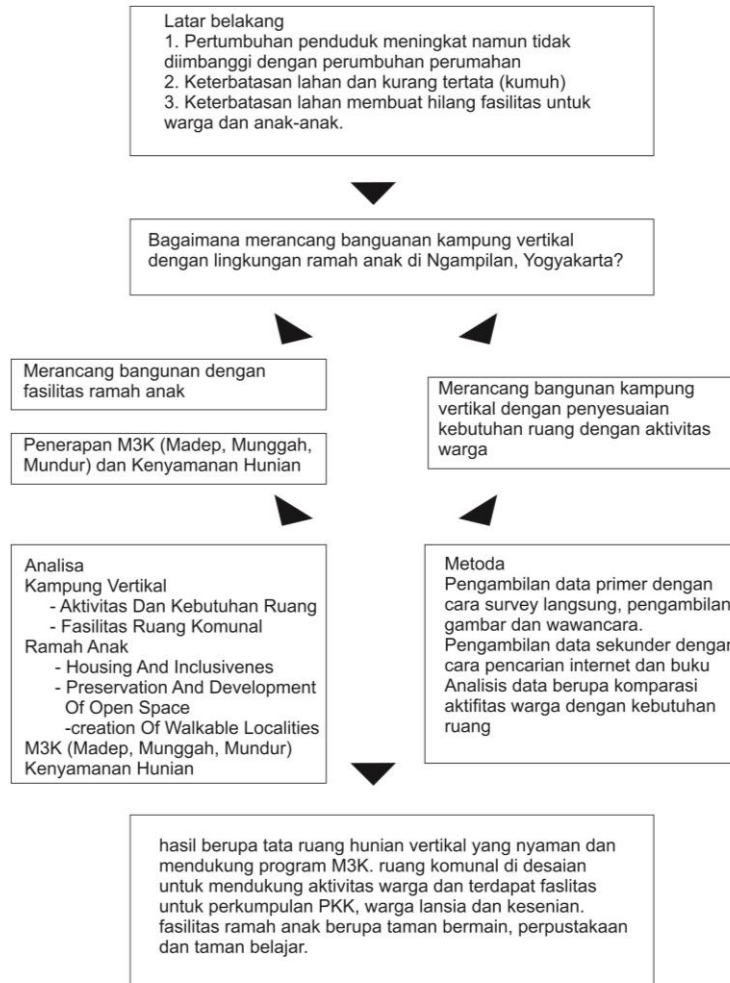 Latar belakang
1. Pertumbuhan penduduk meningkat namun tidak
diimbanggi dengan perumbuhan perumahan
2. Keterbatasan lahan dan kurang tertata (kumuh)
3. Keterbatasan lahan membuat hilang fasilitas untuk
warga dan anak-anak.
Bagaimana merancang banguanan kampung vertikal
dengan lingkungan ramah anak di Ngampilan, Yogyakarta?
Merancang bangunan dengan
fasilitas ramah anak
Penerapan M3K (Madep, Munggah,
Mundur) dan Kenyamanan Hunian
Merancang bangunan kampung
vertikal dengan penyesuaian
kebutuhan ruang dengan aktivitas
warga
Analisa
Kampung Vertikal
- Aktivitas Dan Kebutuhan Ruang
- Fasilitas Ruang Komunal
Ramah Anak
- Housing And Inclusivenes
- Preservation And Development
Of Open Space
-creation Of Walkable Localities
M3K (Madep, Munggah, Mundur)
Kenyamanan Hunian
Metoda
Pengambilan data primer dengan
cara survey langsung, pengambilan
gambar dan wawancara.
Pengambilan data sekunder dengan
cara pencarian internet dan buku
Analisis data berupa komparasi
aktifitas warga dengan kebutuhan
ruang
hasil berupa tata ruang hunian vertikal yang nyaman dan
mendukung program M3K. ruang komunal di desaian
untuk mendukung aktivitas warga dan terdapat faslitas
untuk perkumpulan PKK, warga lansia dan kesenian.
fasilitas ramah anak berupa taman bermain, perpustakaan
dan taman belajar.